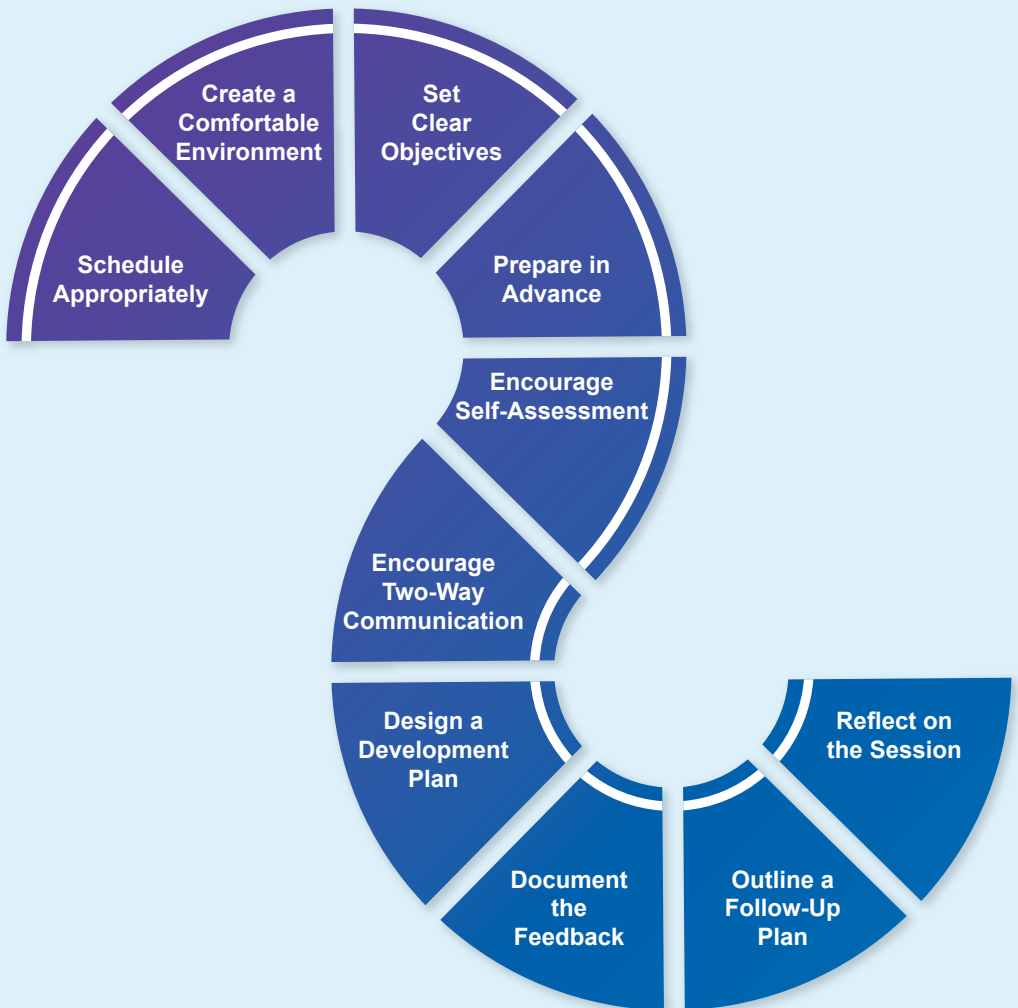 Schedule
Appropriately
Create a
Comfortable
Environment
Set
Clear
Objectives
Prepare in
Advance
Encourage
Self-Assessment
Encourage
Two-Way
Communication
Design a
Development
Plan
Document
the
Feedback
Outline a
Follow-Up
Plan
Reflect on
the Session